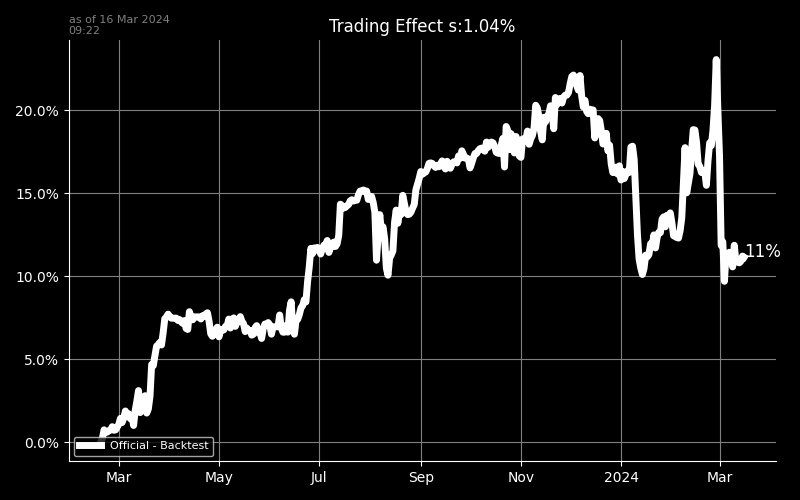 as of 16 Mar 2024
09:22
Trading Effect s:1.04%
20.0%
15.0%
10.0%
5.0%
0.0%
11%
Official - Backtest
Mar May Jul Sep Nov 2024 Mar